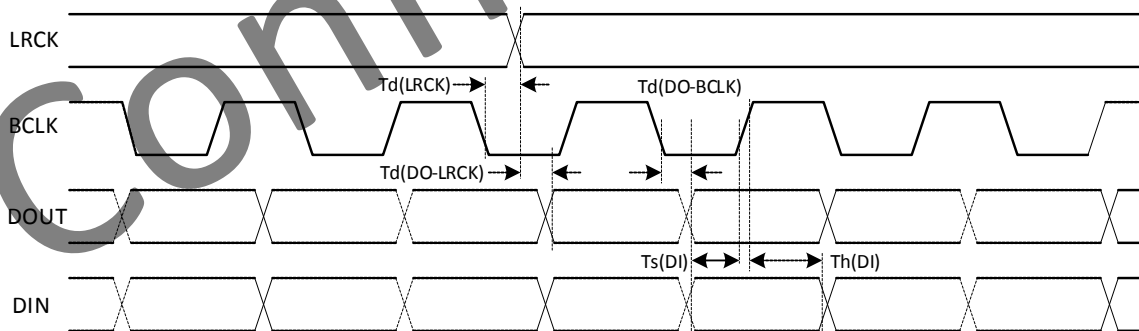 LRCK
Td(LRCK)
Td(DO-BCLK)
BCLK
Td(DO-LRCK)
DOUT
Ts(DI)
Th(DI)
DIN